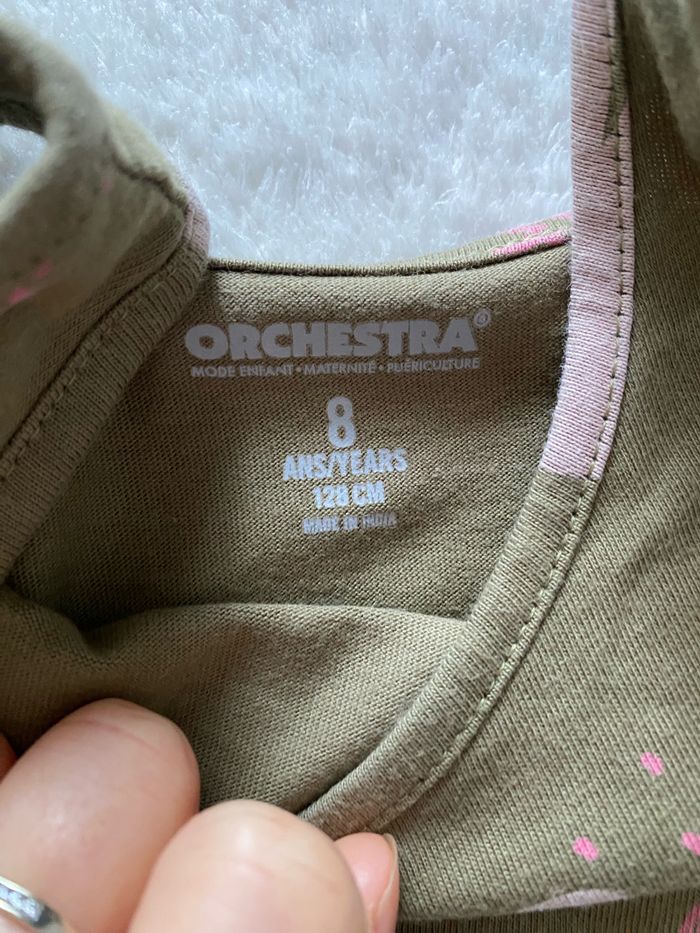 ORCHESTRA®
MODE ENFANT • MATERNITÉ • PUÉRICULTURE
8
ANS/YEARS
128 CM
MADE IN INDIA